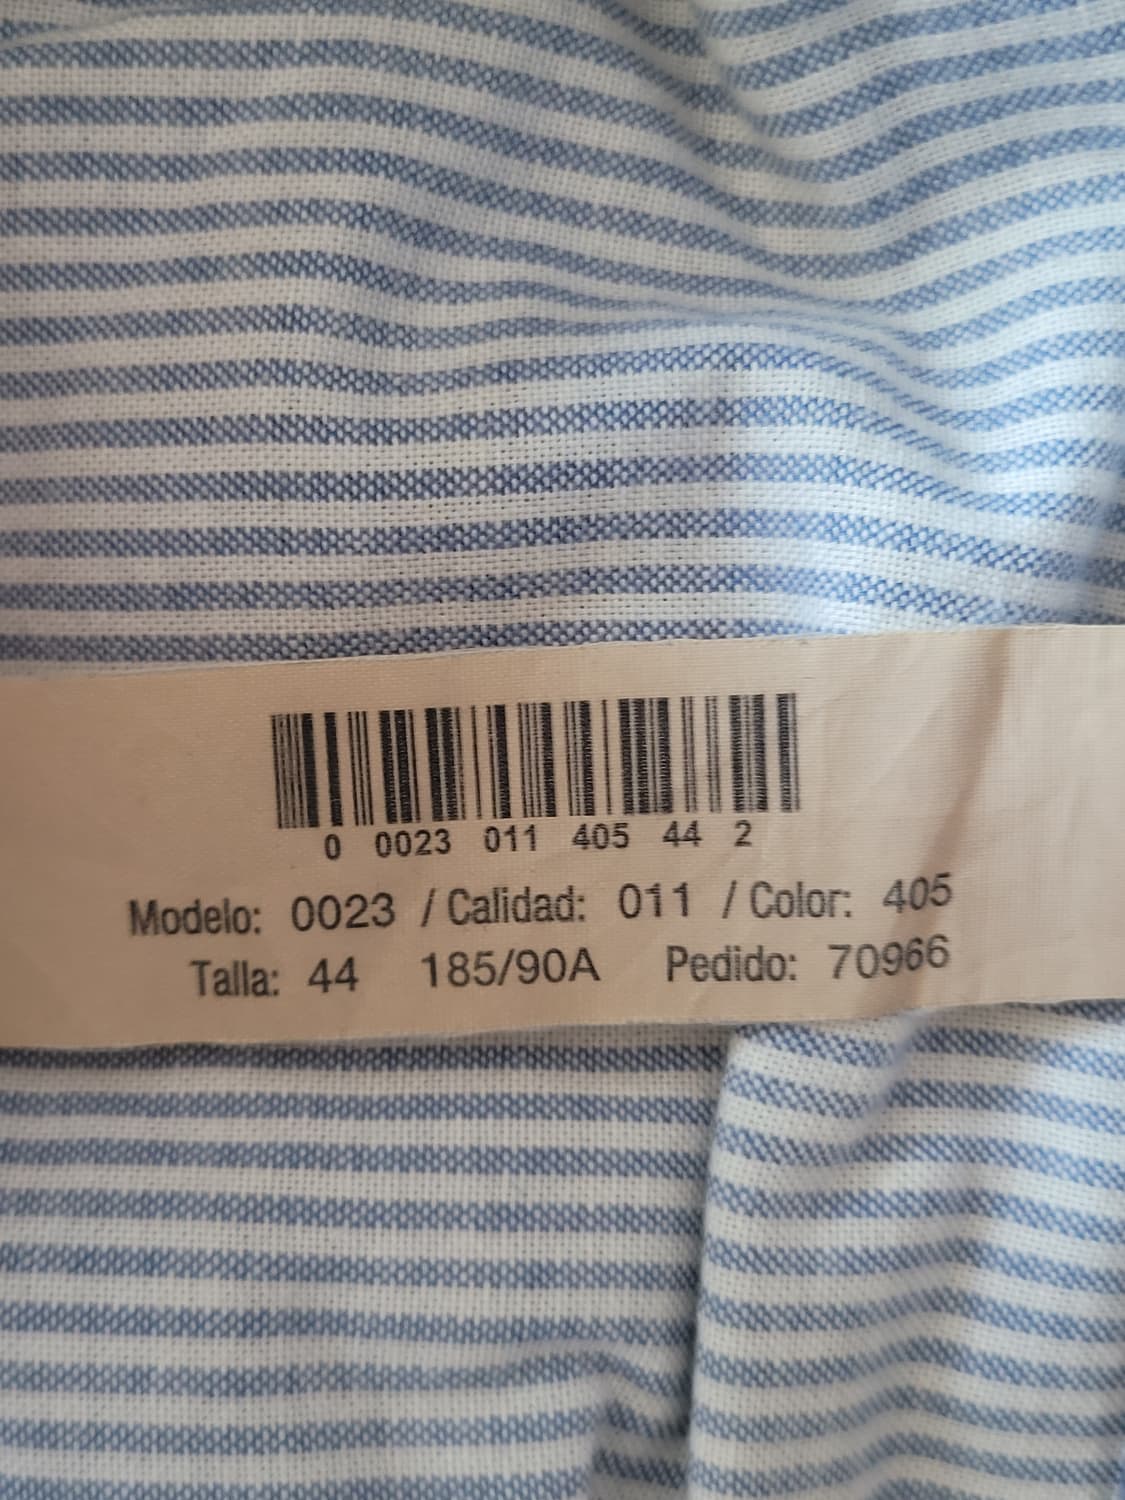 0 0023 011 405 44 2
Modelo: 0023 / Calidad: 011 / Color: 405
Talla: 44 185/90A Pedido: 70966